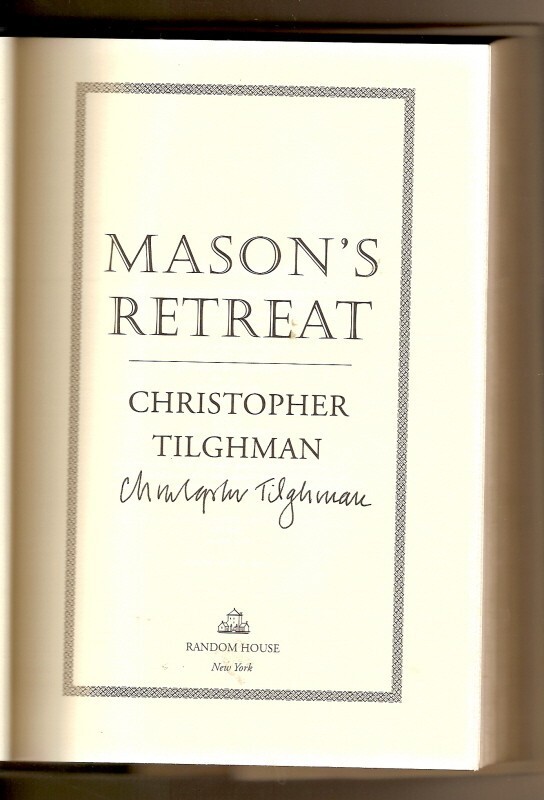 MASON'S
RETREAT
CHRISTOPHER
TILGHMAN
Christopher Tilghman
RANDOM HOUSE
New York